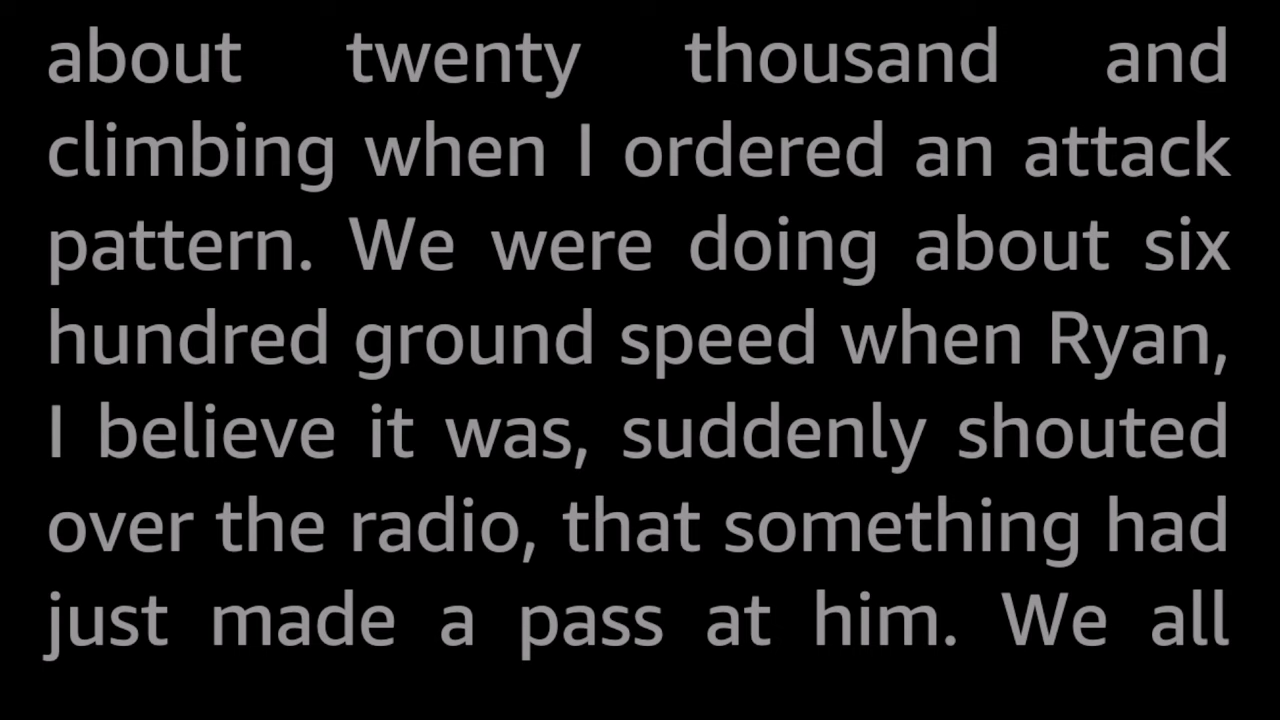 about twenty thousand and
climbing when I ordered an attack
pattern. We were doing about six
hundred ground speed when Ryan,
I believe it was, suddenly shouted
over the radio, that something had
just made a pass at him. We all